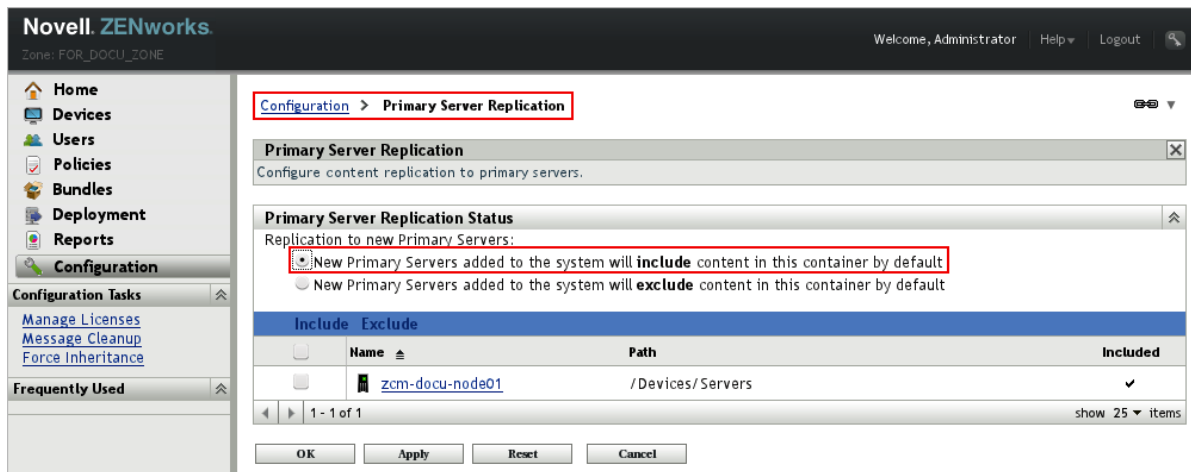 Novell. ZENworks.
Zone: FOR_DOCU_ZONE
Welcome, Administrator Help Logout
Home
Devices
Users
Policies
Bundles
Deployment
Reports
Configuration
Configuration Tasks
Manage Licenses
Message Cleanup
Force Inheritance
Frequently Used
Configuration > Primary Server Replication
Primary Server Replication
Configure content replication to primary servers.
Primary Server Replication Status
Replication to new Primary Servers:
New Primary Servers added to the system will include content in this container by default
New Primary Servers added to the system will exclude content in this container by default
Include Exclude
Name Path Included
zcm-docu-node01 /Devices/Servers
1 - 1 of 1 show 25 items
OK Apply Reset Cancel